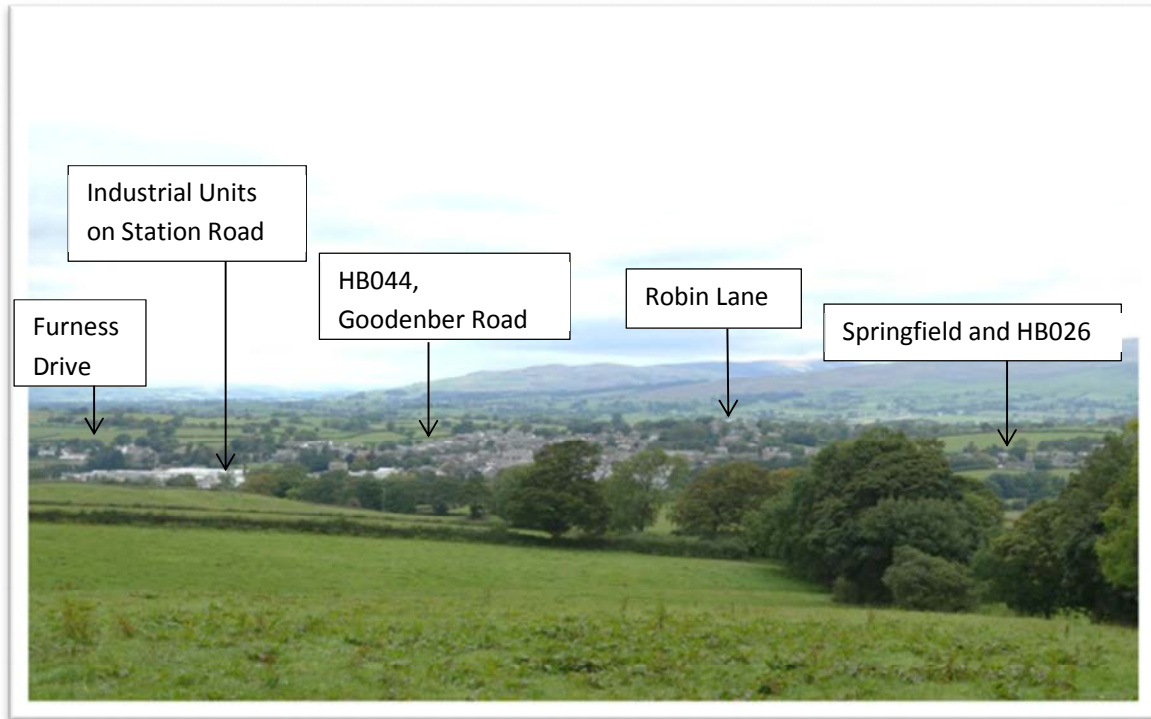 Industrial Units
on Station Road
HB044,
Goodenber Road
Robin Lane
Furness
Drive
Springfield and HB026